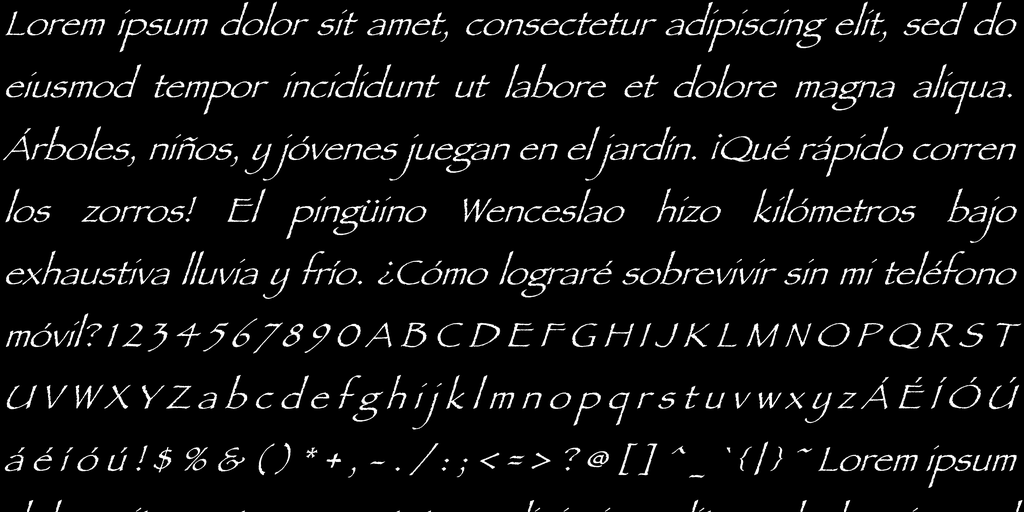 Lorem ipsum dolor sit amet, consectetur adipiscing elit, sed do
eiusmod tempor incididunt ut labore et dolore magna aliqua.
Árboles, niños, y jóvenes juegan en el jardín. ¡Qué rápido corren
los zorros! El pingüino Wenceslao hizo kilómetros bajo
exhaustiva lluvia y frío. ¿Cómo lograré sobrevivir sin mi teléfono
móvil? 1 2 3 4 5 6 7 8 9 0 A B C D E F G H I J K L M N O P Q R S T
U V W X Y Z a b c d e f g h i j k l m n o p q r s t u v w x y z Á É Í Ó Ú
á é í ó ú ! $ % & ( ) * + , - . / : ; < = > ? @ [ ] ^ _ ` { | } ~ Lorem ipsum